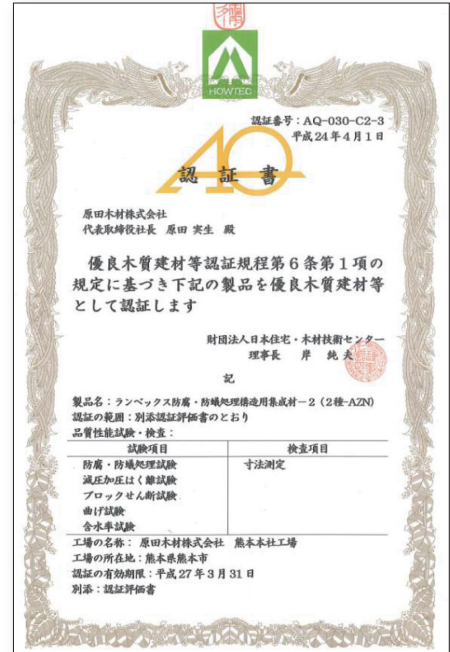 HOWTEC
認証番号:AQ-030-C2-3
平成24年4月1日
AQ
認証書
原田木材株式会社
代表取締役社長 原田 実生 殿
優良木質建材等認証規程第6条第1項の
規定に基づき下記の製品を優良木質建材等
として認証します
財団法人日本住宅・木材技術センター
理事長 岸 純夫
記
製品名:ランベックス防腐・防蟻処理構造用集成材-2(2種-AZN)
認証の範囲:別添認証評価書のとおり
品質性能試験・検査:
試験項目 検査項目
防腐・防蟻処理試験 寸法測定
減圧加圧はく離試験
ブロックせん断試験
曲げ試験
含水率試験
工場の名称: 原田木材株式会社 熊本本社工場
工場の所在地:熊本県熊本市
認証の有効期限:平成27年3月31日
別添:認証評価書